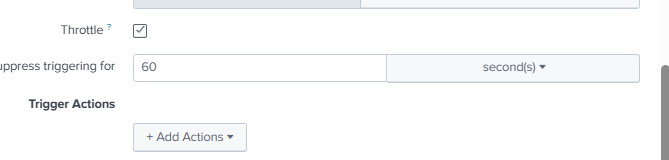 Throttle ?
uppress triggering for 60 second(s)
Trigger Actions
+ Add Actions